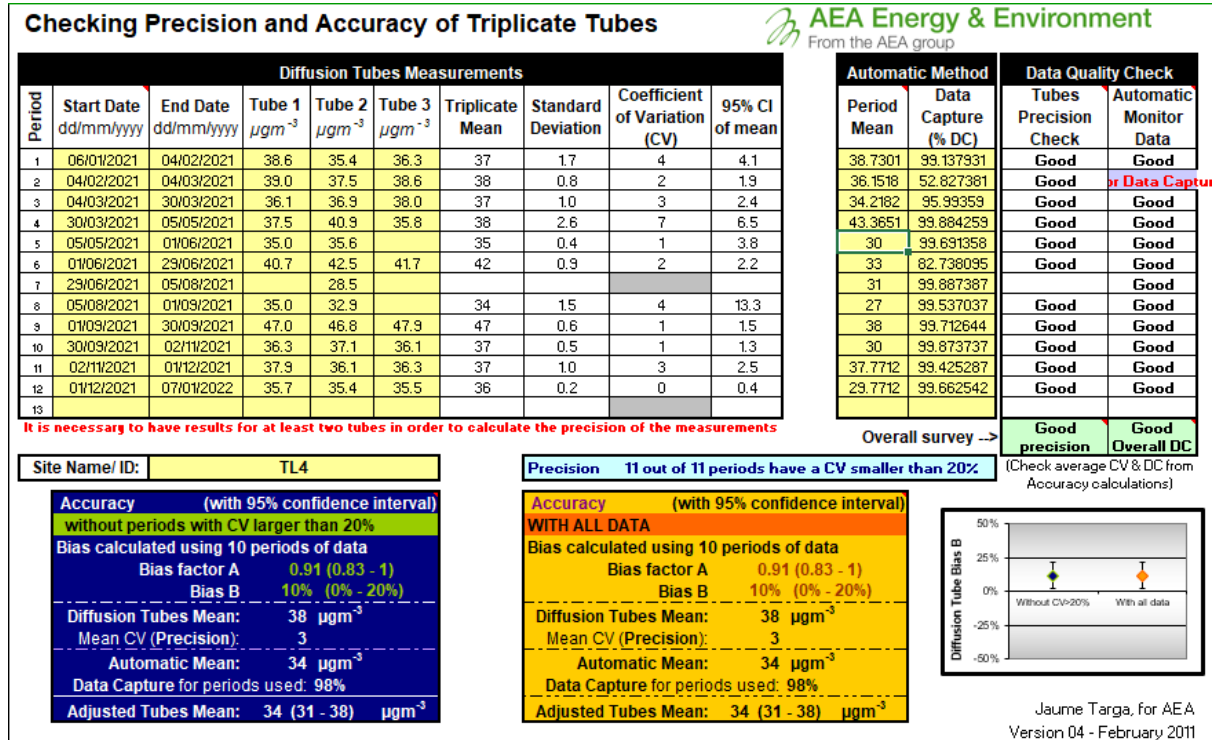 Checking Precision and Accuracy of Triplicate Tubes
AEA Energy & Environment
From the AEA group
Diffusion Tubes Measurements
Period Start Date dd/mm/yyyy End Date dd/mm/yyyy Tube 1 µgm-3 Tube 2 µgm-3 Tube 3 µgm-3 Triplicate Mean Standard Deviation Coefficient of Variation (CV) 95% CI of mean
Automatic Method
Period Mean Data Capture (% DC)
Data Quality Check
Tubes Precision Check Automatic Monitor Data
1 06/01/2021 04/02/2021 38.6 35.4 36.3 37 1.7 4 4.1 38.7301 99.137931 Good Good
2 04/02/2021 04/03/2021 39.0 37.5 38.6 38 0.8 2 1.9 36.1518 52.827381 Good or Data Captur
3 04/03/2021 30/03/2021 36.1 36.9 38.0 37 1.0 3 2.4 34.2182 95.99359 Good Good
4 30/03/2021 05/05/2021 37.5 40.9 35.8 38 2.6 7 6.5 43.3651 99.884259 Good Good
5 05/05/2021 01/06/2021 35.0 35.6 35 0.4 1 3.8 30 99.691358 Good Good
6 01/06/2021 29/06/2021 40.7 42.5 41.7 42 0.9 2 2.2 33 82.738095 Good Good
7 29/06/2021 05/08/2021 28.5 31 99.887387 Good
8 05/08/2021 01/09/2021 35.0 32.9 34 1.5 4 13.3 27 99.537037 Good Good
9 01/09/2021 30/09/2021 47.0 46.8 47.9 47 0.6 1 1.5 38 99.712644 Good Good
10 30/09/2021 02/11/2021 36.3 37.1 36.1 37 0.5 1 1.3 30 99.873737 Good Good
11 02/11/2021 01/12/2021 37.9 36.1 36.3 37 1.0 3 2.5 37.7712 99.425287 Good Good
12 01/12/2021 07/01/2022 35.7 35.4 35.5 36 0.2 0 0.4 29.7712 99.662542 Good Good
13
It is necessary to have results for at least two tubes in order to calculate the precision of the measurements
Overall survey -->
Good precision
Good Overall DC
Site Name/ ID: TL4
Precision 11 out of 11 periods have a CV smaller than 20%
(Check average CV & DC from
Accuracy calculations)
Accuracy (with 95% confidence interval)
without periods with CV larger than 20%
Bias calculated using 10 periods of data
Bias factor A 0.91 (0.83 - 1)
Bias B 10% (0% - 20%)
Diffusion Tubes Mean: 38 µgm-3
Mean CV (Precision): 3
Automatic Mean: 34 µgm-3
Data Capture for periods used: 98%
Adjusted Tubes Mean: 34 (31 - 38) µgm-3
Accuracy (with 95% confidence interval)
WITH ALL DATA
Bias calculated using 10 periods of data
Bias factor A 0.91 (0.83 - 1)
Bias B 10% (0% - 20%)
Diffusion Tubes Mean: 38 µgm-3
Mean CV (Precision): 3
Automatic Mean: 34 µgm-3
Data Capture for periods used: 98%
Adjusted Tubes Mean: 34 (31 - 38) µgm-3
Diffusion Tube Bias B
50%
25%
0%
-25%
-50%
Without CV>20% With all data
Jaume Targa, for AEA
Version 04 - February 2011